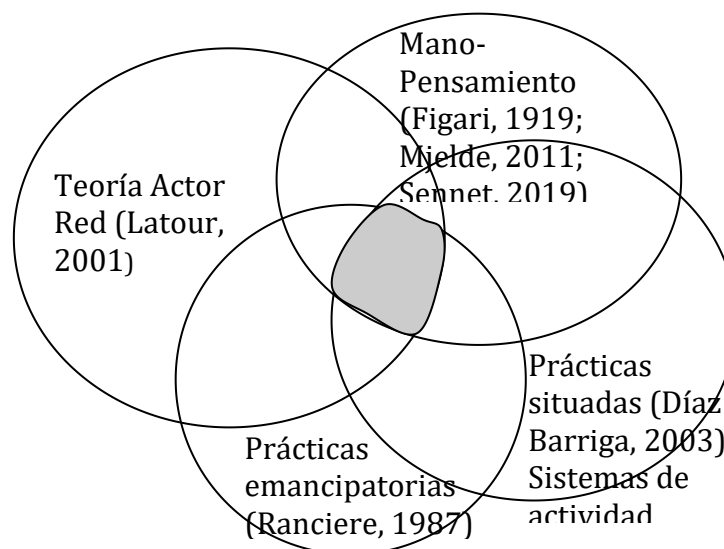 Mano-
Pensamiento
(Figari, 1919;
Mjelde, 2011;
Sennet, 2019)
Teoría Actor
Red (Latour,
2001)
Prácticas
situadas (Díaz
Barriga, 2003)
Sistemas de
actividad
Prácticas
emancipatorias
(Ranciere, 1987)